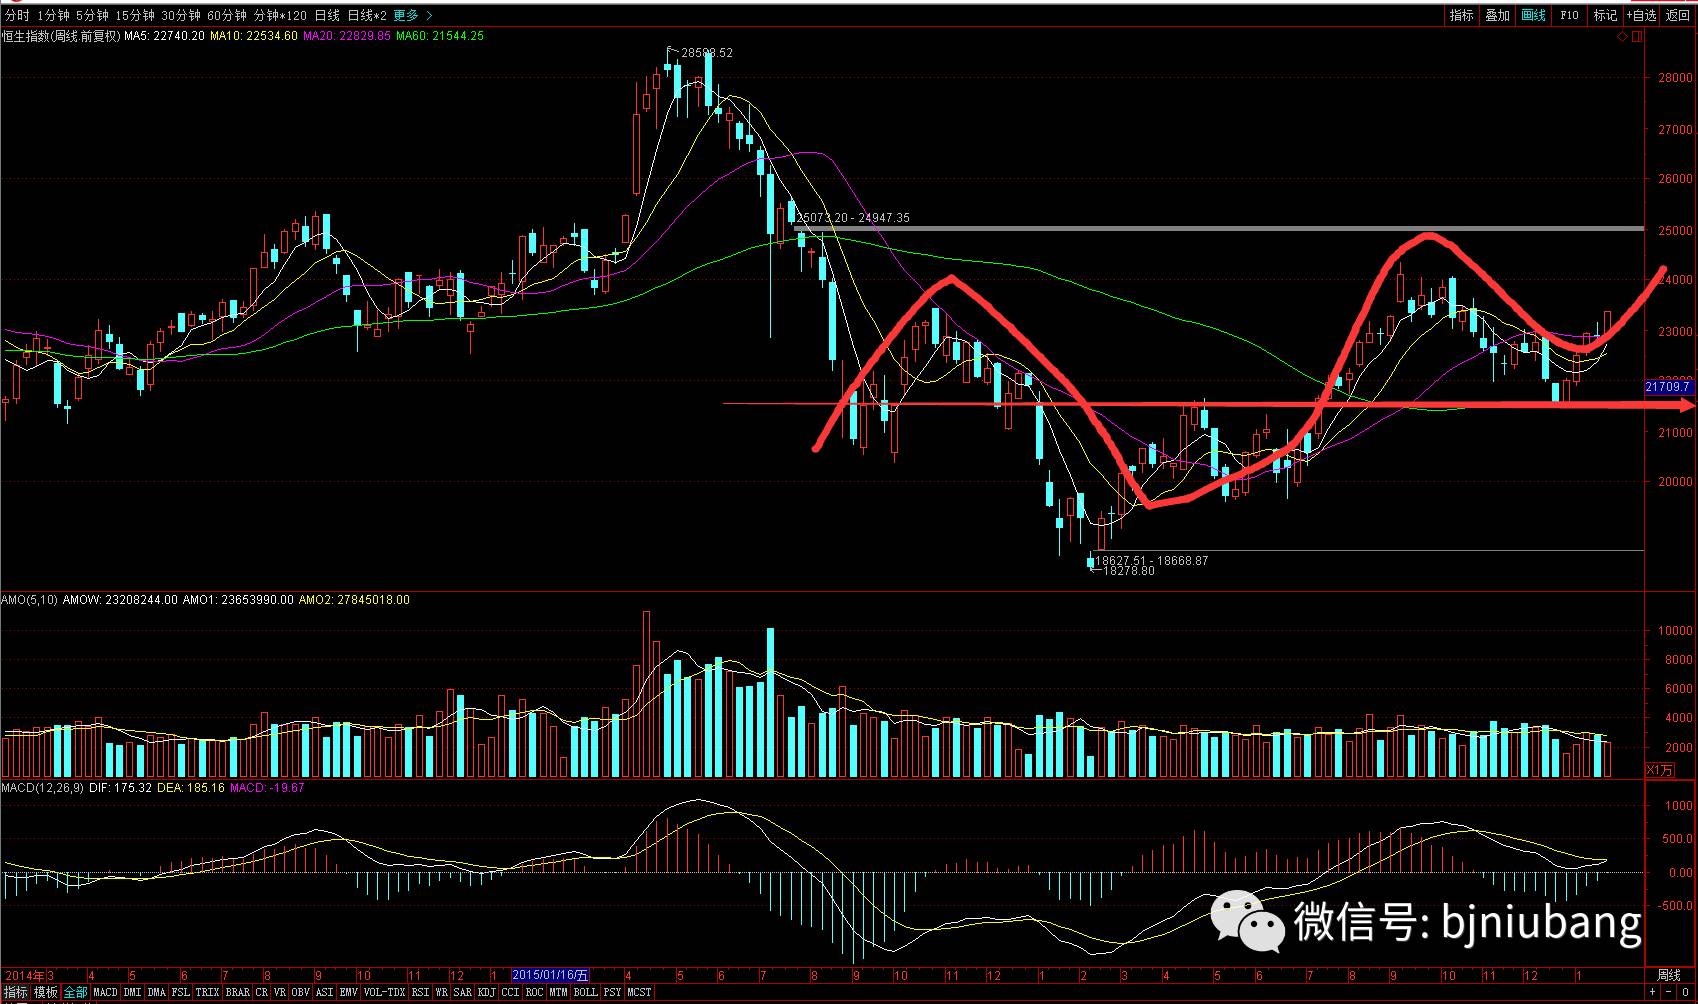 分时 1分钟 5分钟 15分钟 30分钟 60分钟 分钟*120 日线 日线*2 更多 > 指标 叠加 画线 F10 标记 +自选 返回
恒生指数(周线.前复权) MA5: 22740.20 MA10: 22534.60 MA20: 22829.85 MA60: 21544.25
28588.52
28000
27000
26000
25073.20 - 24947.35
25000
24000
23000
22000
21709.7
21000
20000
18627.51 - 18668.87
18278.80
AMO(5,10) AMOW: 23208244.00 AMO1: 23653990.00 AMO2: 27845018.00
10000
8000
6000
4000
2000
X1万
MACD(12,26,9) DIF: 175.32 DEA: 185.16 MACD: -19.67
1000
500.0
0.00
-500.0
微信号: bjniubang
2014年3 4 5 6 7 8 9 10 11 12 1 2015/01/16/五 4 5 6 7 8 9 10 11 12 1 2 3 4 5 6 7 8 9 10 11 12 1 周线
指标 模板 全部 MACD DMI DMA FSL TRIX BRAR CR VR OBV ASI EMV VOL-TDX RSI WR SAR KDJ CCI ROC MTM BOLL PSY MCST + - 0